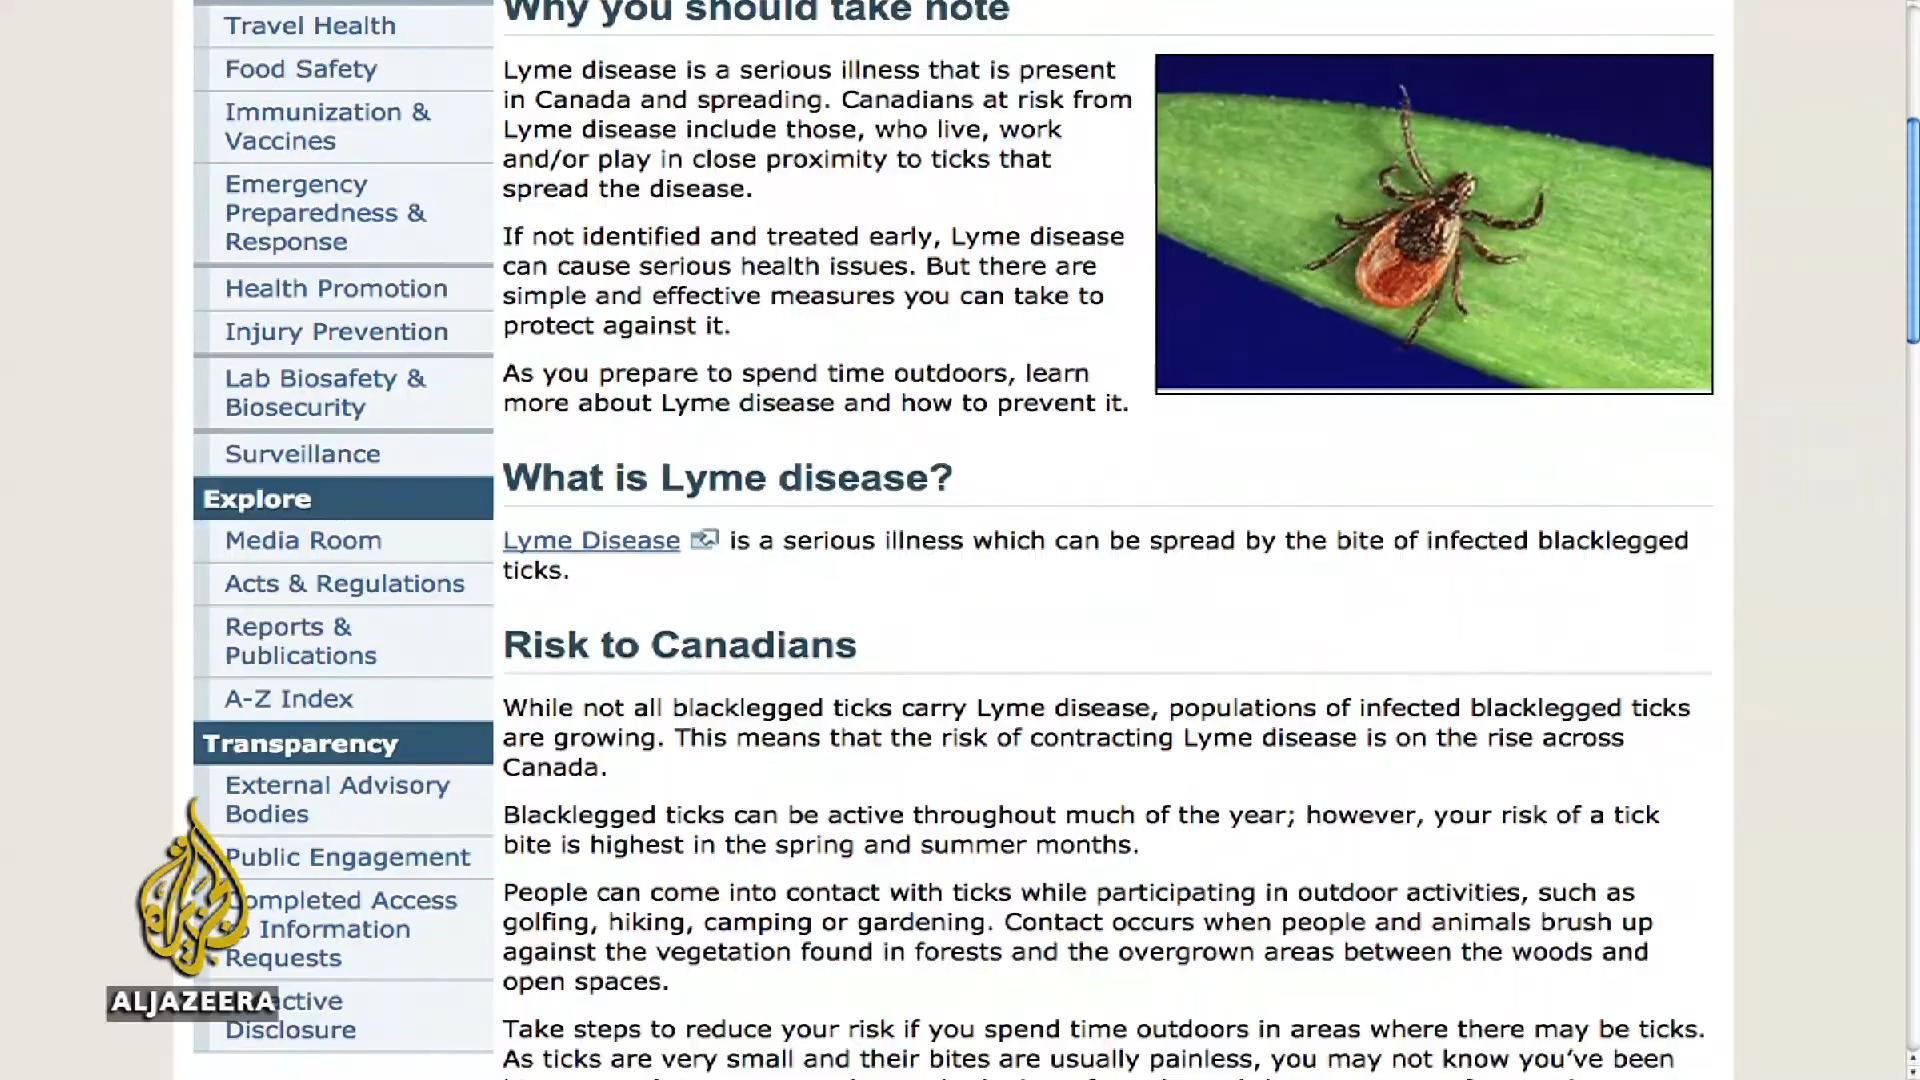 Travel Health
Food Safety
Immunization &
Vaccines
Emergency
Preparedness &
Response
Health Promotion
Injury Prevention
Lab Biosafety &
Biosecurity
Surveillance
Explore
Media Room
Acts & Regulations
Reports &
Publications
A-Z Index
Transparency
External Advisory
Bodies
Public Engagement
Completed Access
Information
Requests
Disclosure
Why you should take note
Lyme disease is a serious illness that is present
in Canada and spreading. Canadians at risk from
Lyme disease include those, who live, work
and/or play in close proximity to ticks that
spread the disease.
If not identified and treated early, Lyme disease
can cause serious health issues. But there are
simple and effective measures you can take to
protect against it.
As you prepare to spend time outdoors, learn
more about Lyme disease and how to prevent it.
What is Lyme disease?
Lyme Disease is a serious illness which can be spread by the bite of infected blacklegged
ticks.
Risk to Canadians
While not all blacklegged ticks carry Lyme disease, populations of infected blacklegged ticks
are growing. This means that the risk of contracting Lyme disease is on the rise across
Canada.
Blacklegged ticks can be active throughout much of the year; however, your risk of a tick
bite is highest in the spring and summer months.
People can come into contact with ticks while participating in outdoor activities, such as
golfing, hiking, camping or gardening. Contact occurs when people and animals brush up
against the vegetation found in forests and the overgrown areas between the woods and
open spaces.
Take steps to reduce your risk if you spend time outdoors in areas where there may be ticks.
As ticks are very small and their bites are usually painless, you may not know you've been
ALJAZEERA